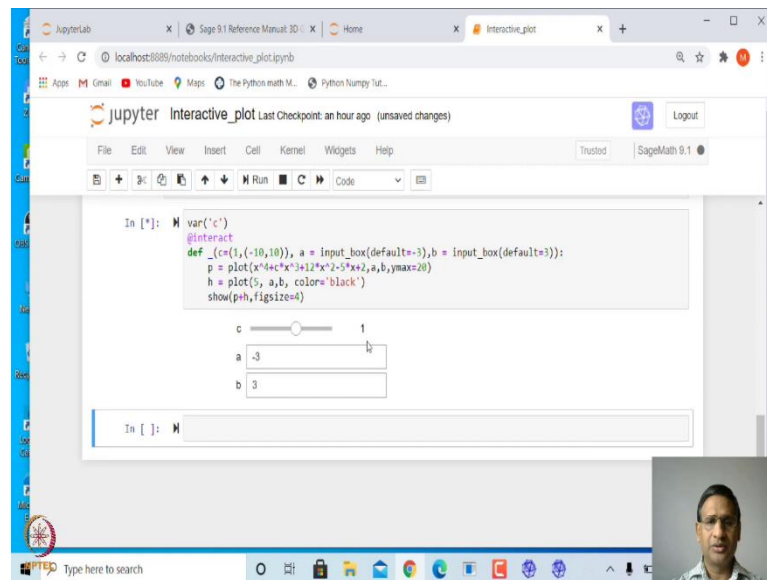 JupyterLab
Sage 9.1 Reference Manual: 3D G
Home
Interactive_plot
localhost:8889/notebooks/Interactive_plot.ipynb
Apps Gmail YouTube Maps The Python math M... Python Numpy Tut...
jupyter Interactive_plot Last Checkpoint: an hour ago (unsaved changes)
Logout
File Edit View Insert Cell Kernel Widgets Help
Trusted SageMath 9.1
Run Code
In [*]: var('c')
@interact
def _(c=(1,(-10,10)), a = input_box(default=-3),b = input_box(default=3)):
p = plot(x^4+c*x^3+12*x^2-5*x+2,a,b,ymax=20)
h = plot(5, a,b, color='black')
show(p+h,figsize=4)
c 1
a -3
b 3
In [ ]:
Type here to search